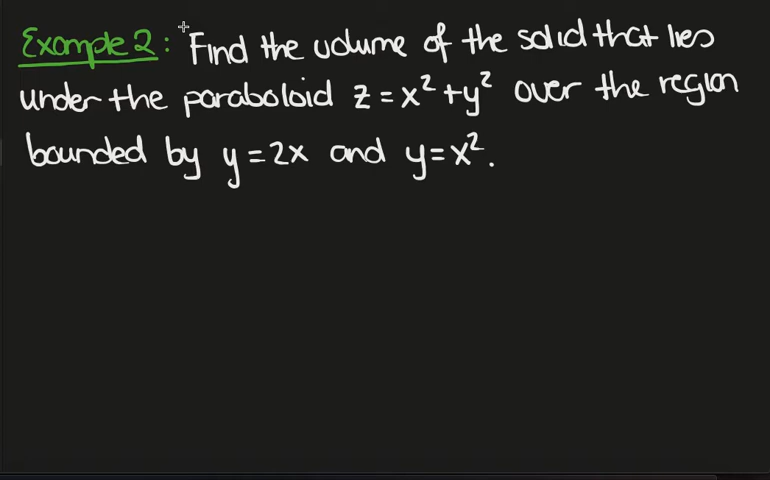 Example 2: Find the volume of the solid that lies
under the paraboloid z = x² + y² over the region
bounded by y = 2x and y = x².